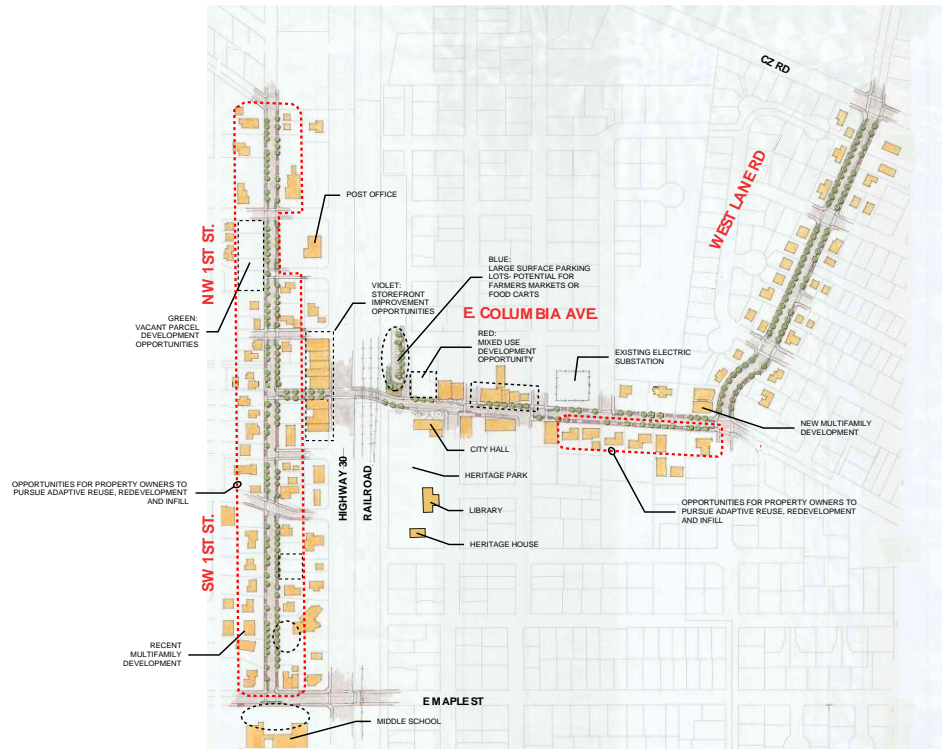 CZ RD
WEST LANE RD
POST OFFICE
NW 1ST ST.
BLUE:
LARGE SURFACE PARKING
LOTS- POTENTIAL FOR
FARMERS MARKETS OR
FOOD CARTS
VIOLET:
STOREFRONT
IMPROVEMENT
OPPORTUNITIES
E. COLUMBIA AVE.
GREEN:
VACANT PARCEL
DEVELOPMENT
OPPORTUNITIES
RED:
MIXED USE
DEVELOPMENT
OPPORTUNITY
EXISTING ELECTRIC
SUBSTATION
NEW MULTIFAMILY
DEVELOPMENT
CITY HALL
HIGHWAY 30
RAILROAD
HERITAGE PARK
OPPORTUNITIES FOR PROPERTY OWNERS TO
PURSUE ADAPTIVE REUSE, REDEVELOPMENT
AND INFILL
OPPORTUNITIES FOR PROPERTY OWNERS TO
PURSUE ADAPTIVE REUSE, REDEVELOPMENT
AND INFILL
LIBRARY
HERITAGE HOUSE
SW 1ST ST.
RECENT
MULTIFAMILY
DEVELOPMENT
E MAPLE ST
MIDDLE SCHOOL